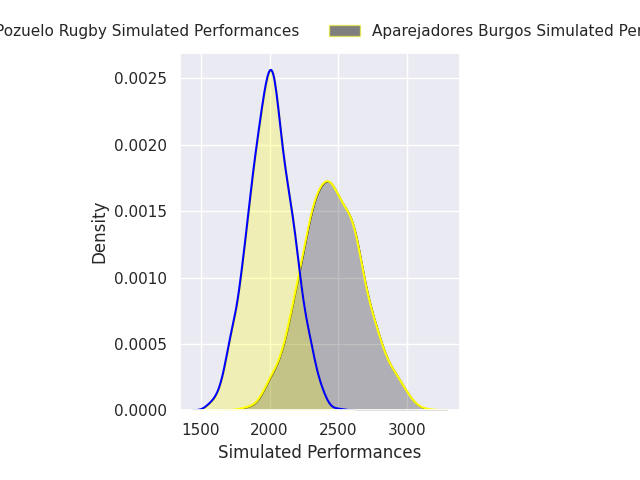 Pozuelo Rugby Simulated Performances
Aparejadores Burgos Simulated
Density
0.0025
0.0020
0.0015
0.0010
0.0005
0.0000
1500 2000 2500 3000
Simulated Performances